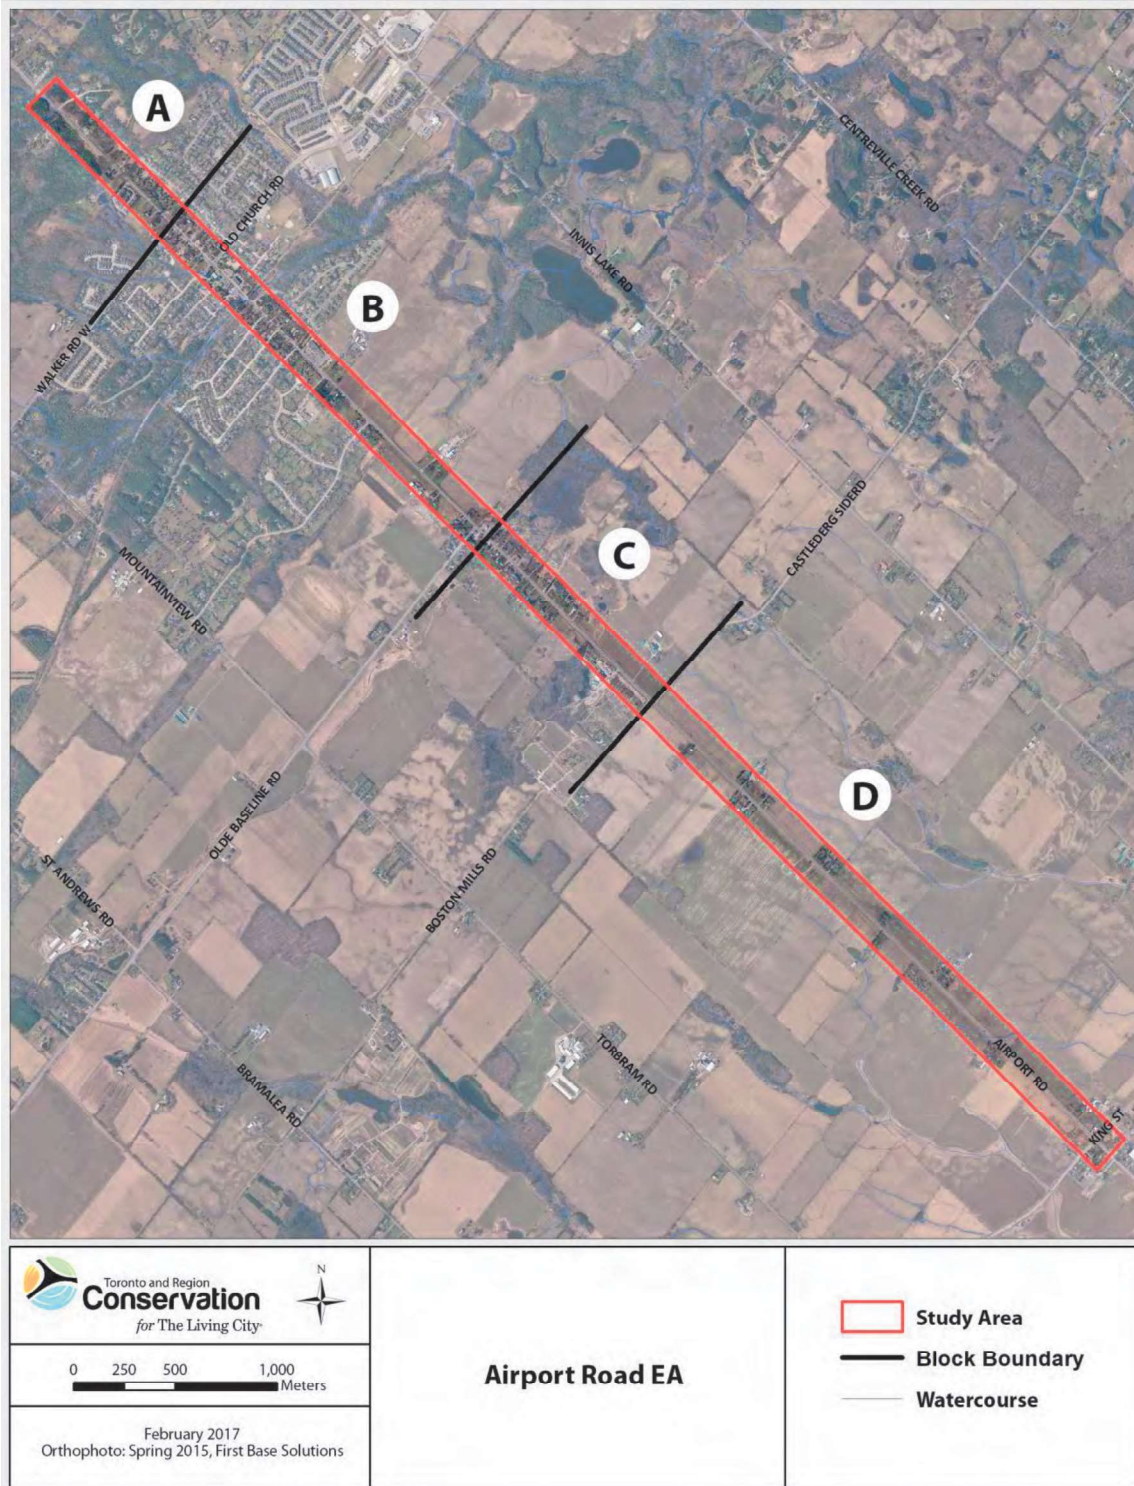 A
CENTREVILLE CREEK RD
OLD CHURCH RD
INNIS LAKE RD
B
WALKER RD W
CASTLEDERG SIDERD
C
MOUNTAINVIEW RD
D
OLDE BASELINE RD
ST ANDREWS RD
BOSTON MILLS RD
TORBRAM RD
AIRPORT RD
BRAMALEA RD
KING ST
Toronto and Region
Conservation
for The Living City
N
0 250 500 1,000
Meters
February 2017
Orthophoto: Spring 2015, First Base Solutions
Airport Road EA
Study Area
Block Boundary
Watercourse